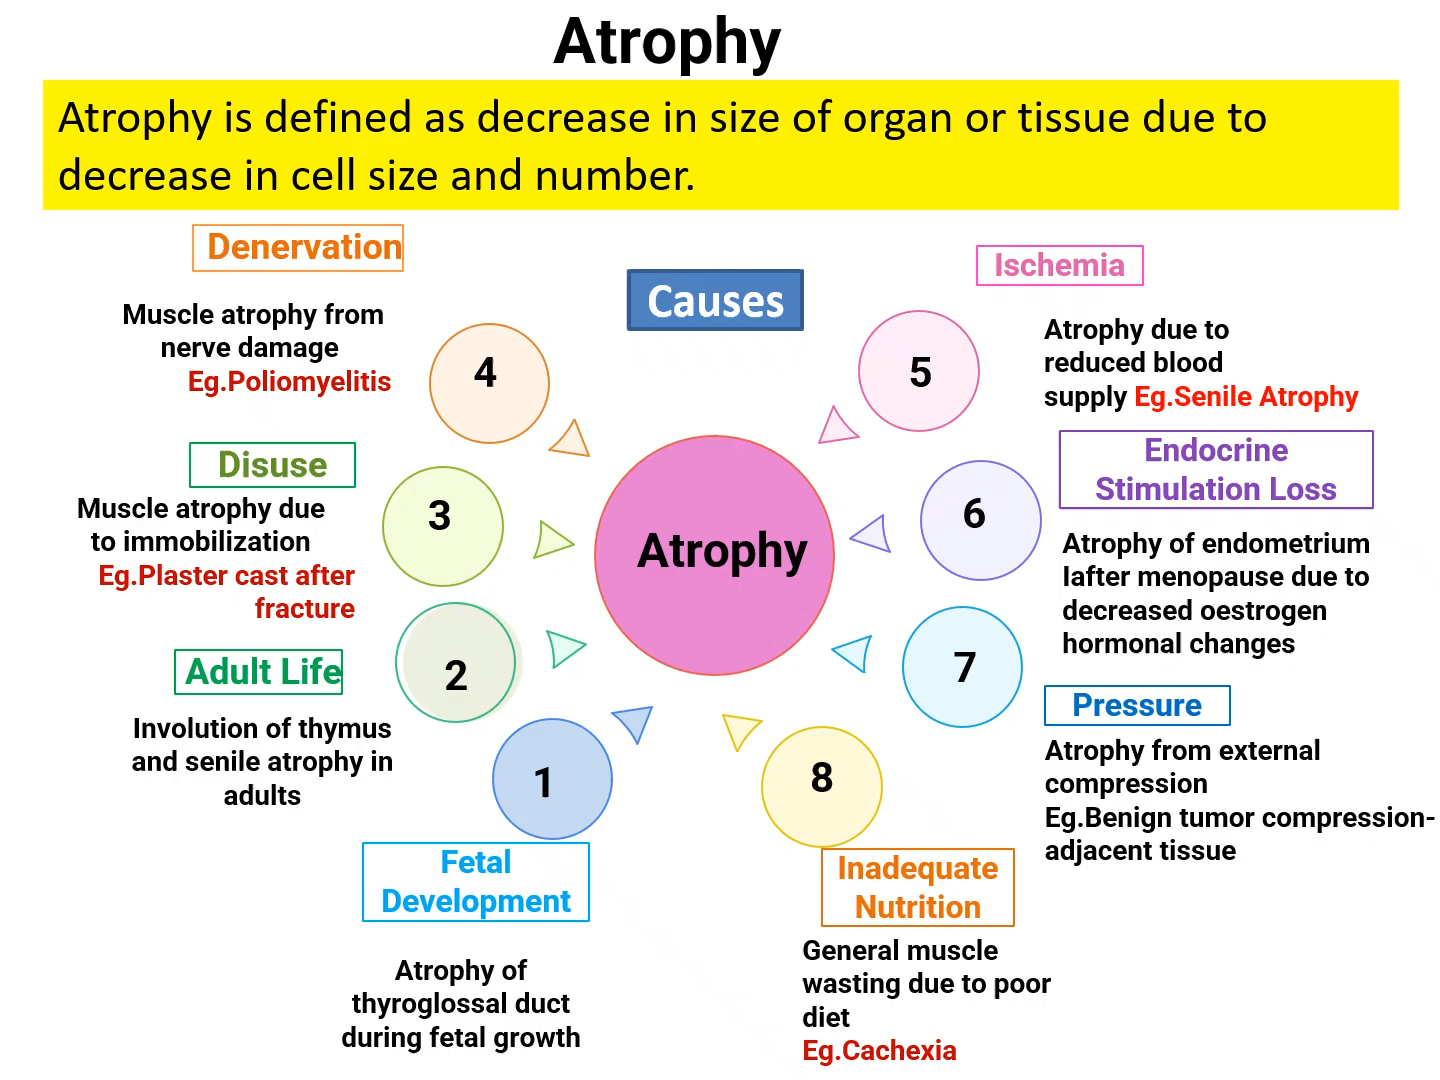 Atrophy
Atrophy is defined as decrease in size of organ or tissue due to
decrease in cell size and number.
Causes
Atrophy
1
Fetal
Development
Atrophy of
thyroglossal duct
during fetal growth
2
Adult Life
Involution of thymus
and senile atrophy in
adults
3
Disuse
Muscle atrophy due
to immobilization
Eg.Plaster cast after
fracture
4
Denervation
Muscle atrophy from
nerve damage
Eg.Poliomyelitis
5
Ischemia
Atrophy due to
reduced blood
supply Eg.Senile Atrophy
6
Endocrine
Stimulation Loss
Atrophy of endometrium
Iafter menopause due to
decreased oestrogen
hormonal changes
7
Pressure
Atrophy from external
compression
Eg.Benign tumor compression-
adjacent tissue
8
Inadequate
Nutrition
General muscle
wasting due to poor
diet
Eg.Cachexia